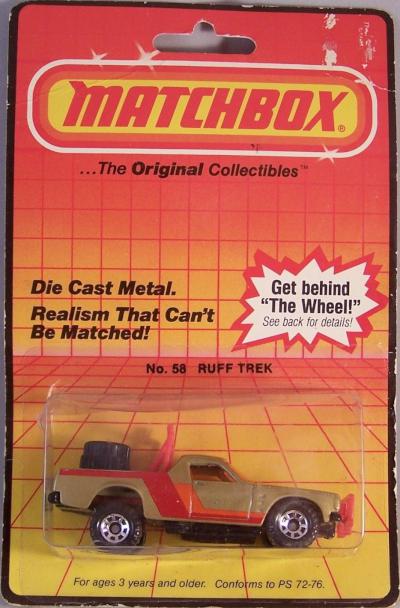 MATCHBOX®
...The Original Collectibles™
Die Cast Metal.
Realism That Can't
Be Matched!
Get behind
"The Wheel!"
See back for details!
No. 58 RUFF TREK
For ages 3 years and older. Conforms to PS 72-76.